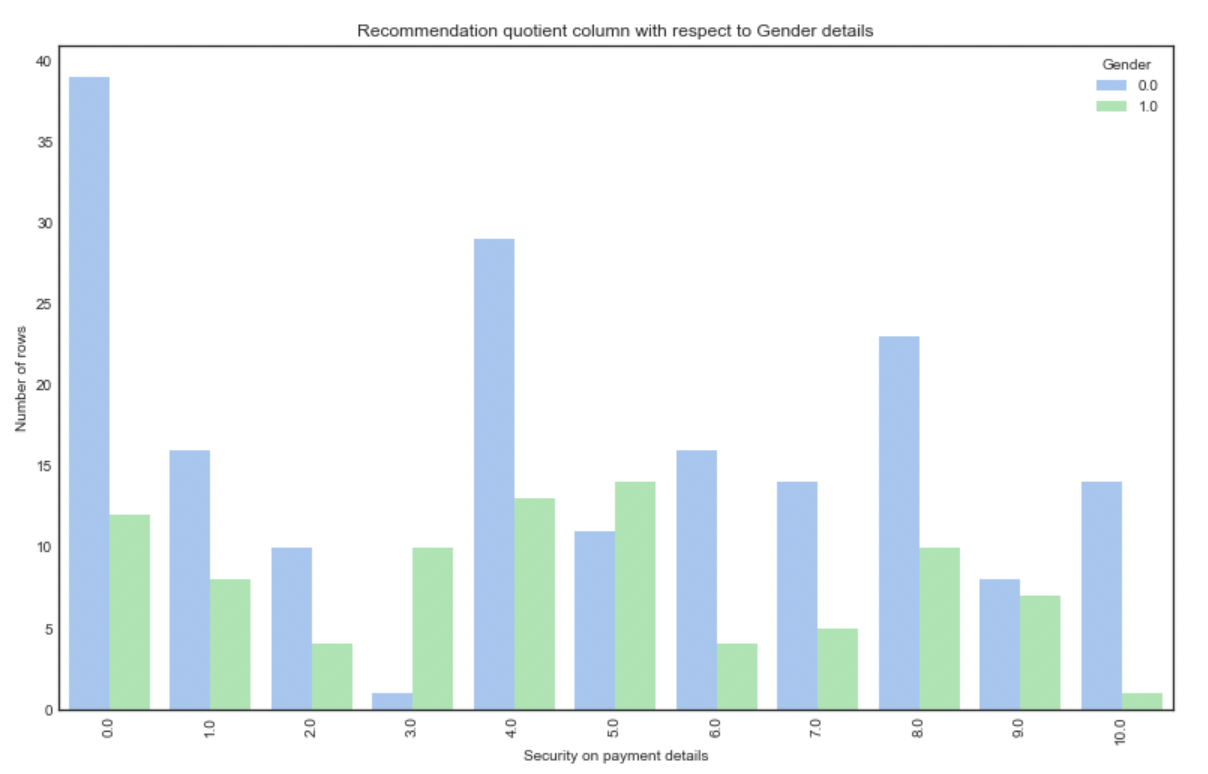 Recommendation quotient column with respect to Gender details
Gender
0.0
1.0
40
35
30
25
20
15
10
5
0
Number of rows
0.0 1.0 2.0 3.0 4.0 5.0 6.0 7.0 8.0 9.0 10.0
Security on payment details